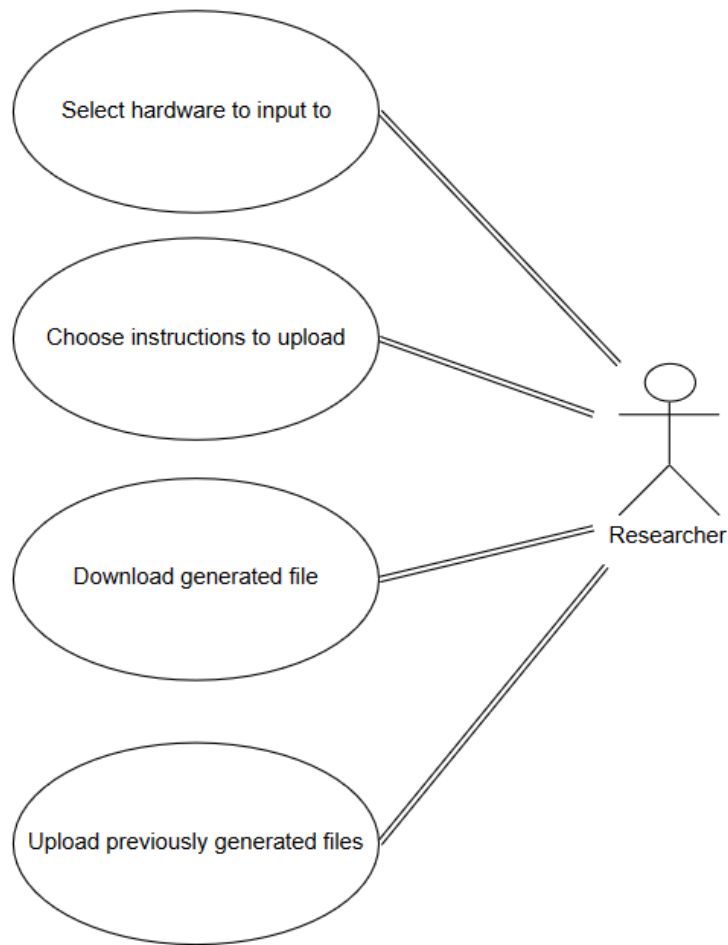 Select hardware to input to
Choose instructions to upload
Researcher
Download generated file
Upload previously generated files